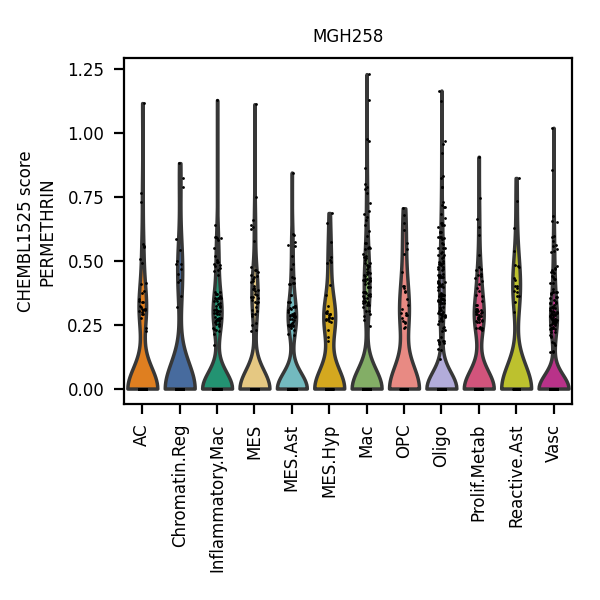 MGH258
CHEMBL1525 score
PERMETHRIN
1.25
1.00
0.75
0.50
0.25
0.00
AC
Chromatin.Reg
Inflammatory.Mac
MES
MES.Ast
MES.Hyp
Mac
OPC
Oligo
Prolif.Metab
Reactive.Ast
Vasc